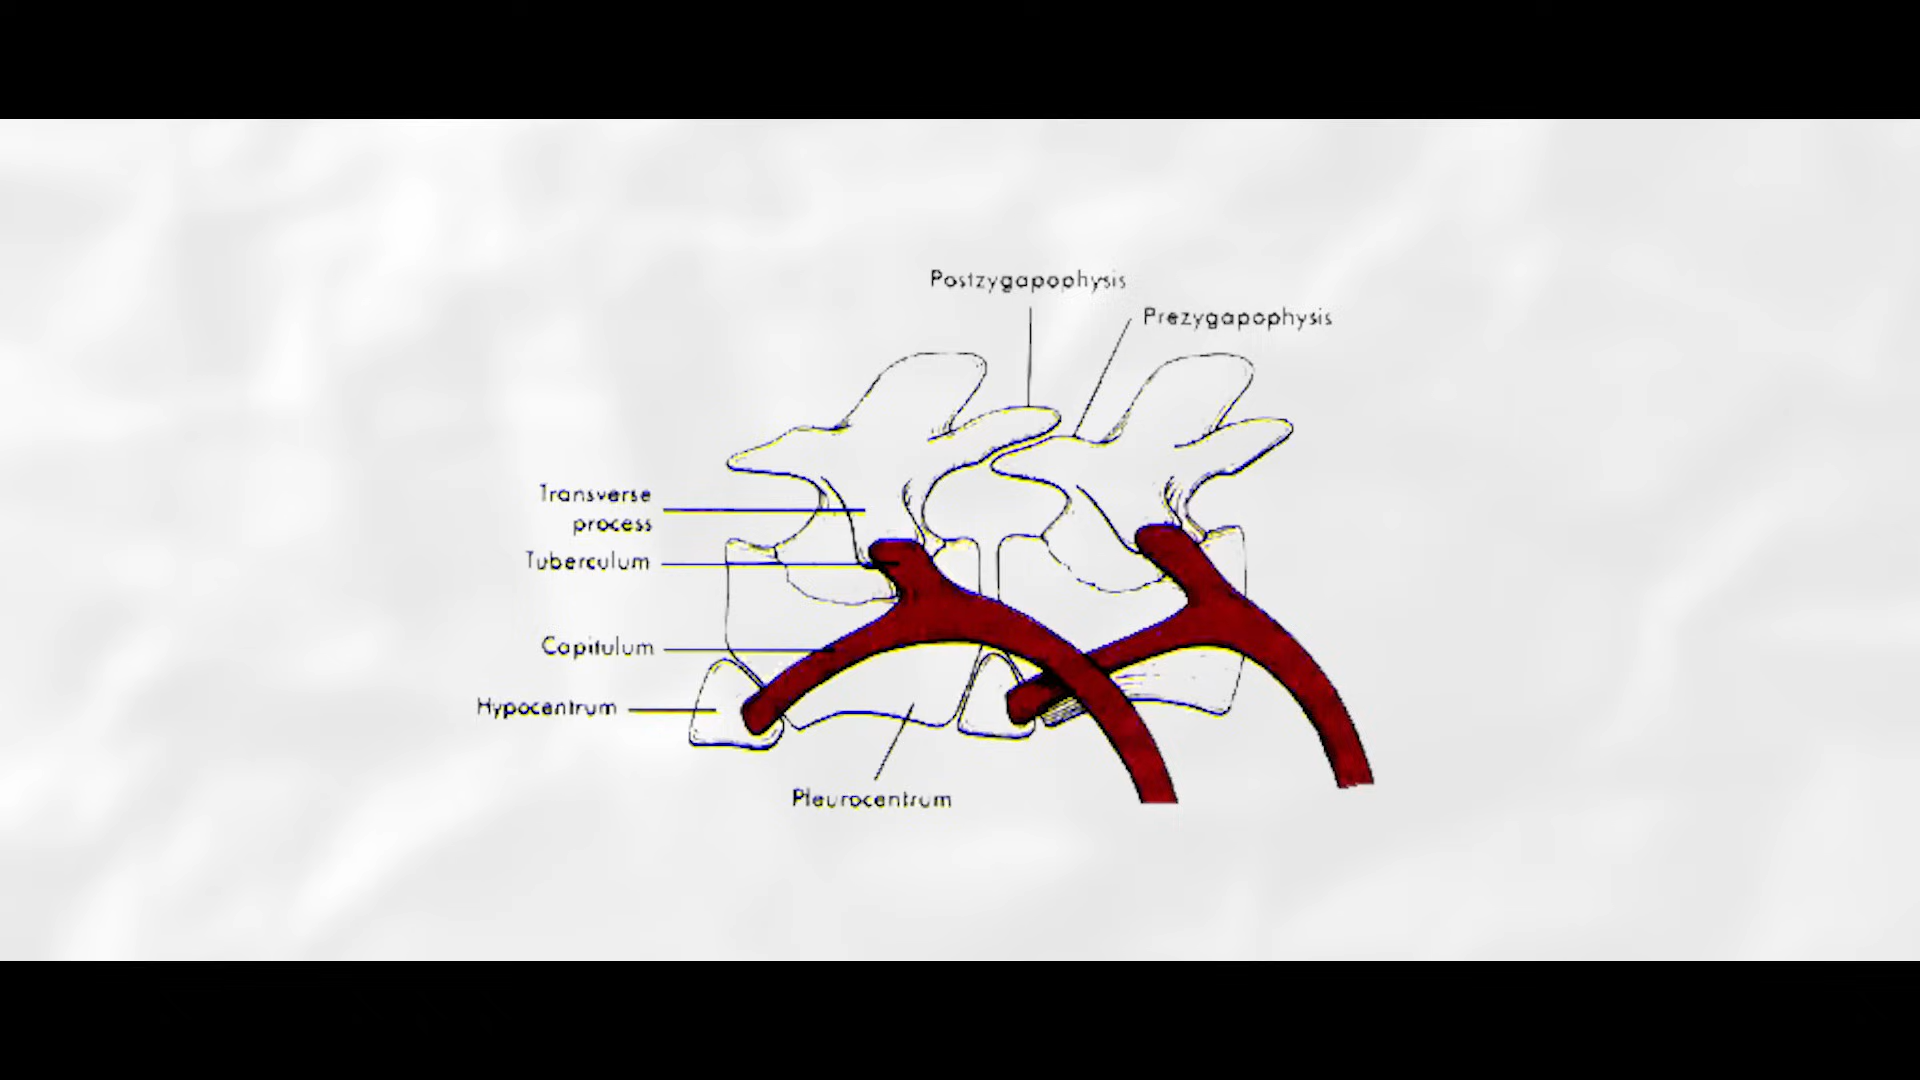 Postzygapophysis
Prezygapophysis
Transverse
process
Tuberculum
Capitulum
Hypocentrum
Pleurocentrum